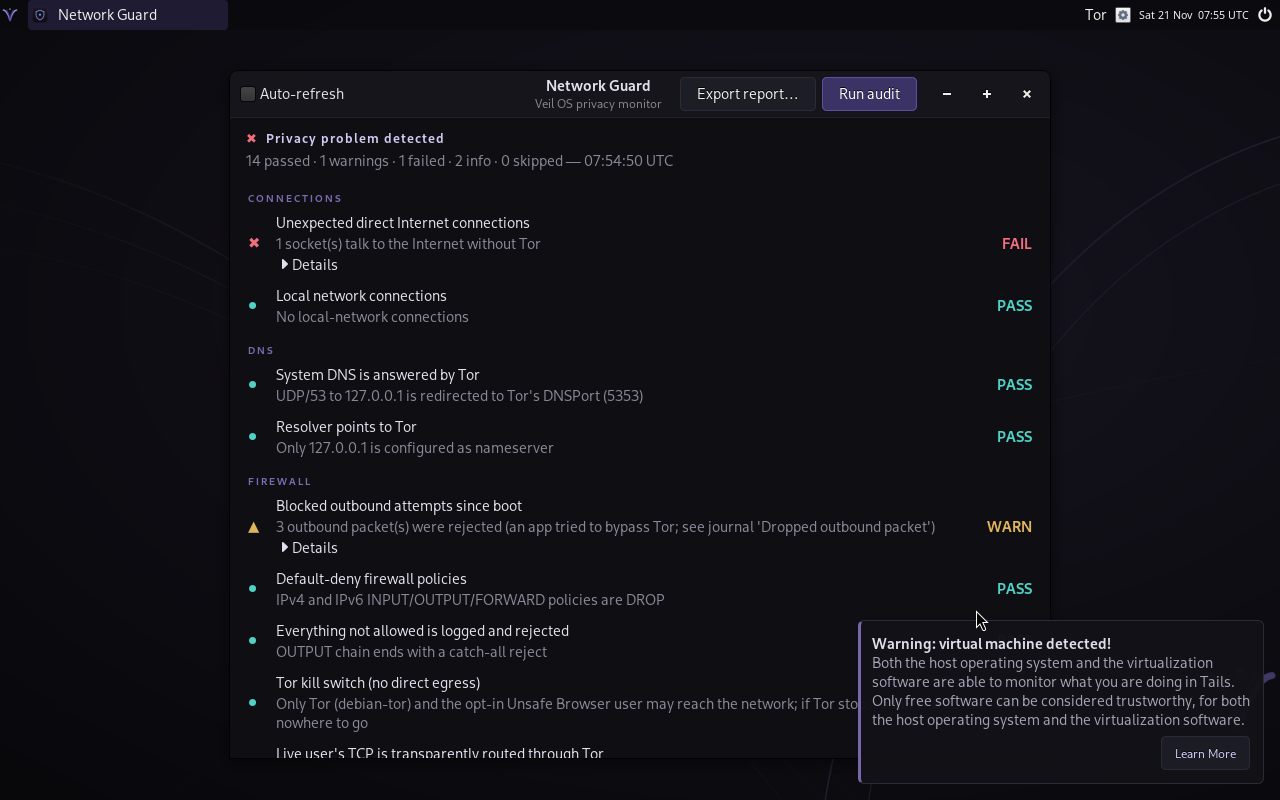 Network Guard
Tor
Sat 21 Nov 07:55 UTC
Auto-refresh
Network Guard
Veil OS privacy monitor
Export report…
Run audit
Privacy problem detected
14 passed · 1 warnings · 1 failed · 2 info · 0 skipped — 07:54:50 UTC
CONNECTIONS
Unexpected direct Internet connections
1 socket(s) talk to the Internet without Tor
FAIL
Details
Local network connections
No local-network connections
PASS
DNS
System DNS is answered by Tor
UDP/53 to 127.0.0.1 is redirected to Tor's DNSPort (5353)
PASS
Resolver points to Tor
Only 127.0.0.1 is configured as nameserver
PASS
FIREWALL
Blocked outbound attempts since boot
3 outbound packet(s) were rejected (an app tried to bypass Tor; see journal 'Dropped outbound packet')
WARN
Details
Default-deny firewall policies
IPv4 and IPv6 INPUT/OUTPUT/FORWARD policies are DROP
PASS
Everything not allowed is logged and rejected
OUTPUT chain ends with a catch-all reject
Tor kill switch (no direct egress)
Only Tor (debian-tor) and the opt-in Unsafe Browser user may reach the network; if Tor
nowhere to go
Live user's TCP is transparently routed through Tor
Warning: virtual machine detected!
Both the host operating system and the virtualization
software are able to monitor what you are doing in Tails.
Only free software can be considered trustworthy, for both
the host operating system and the virtualization software.
Learn More